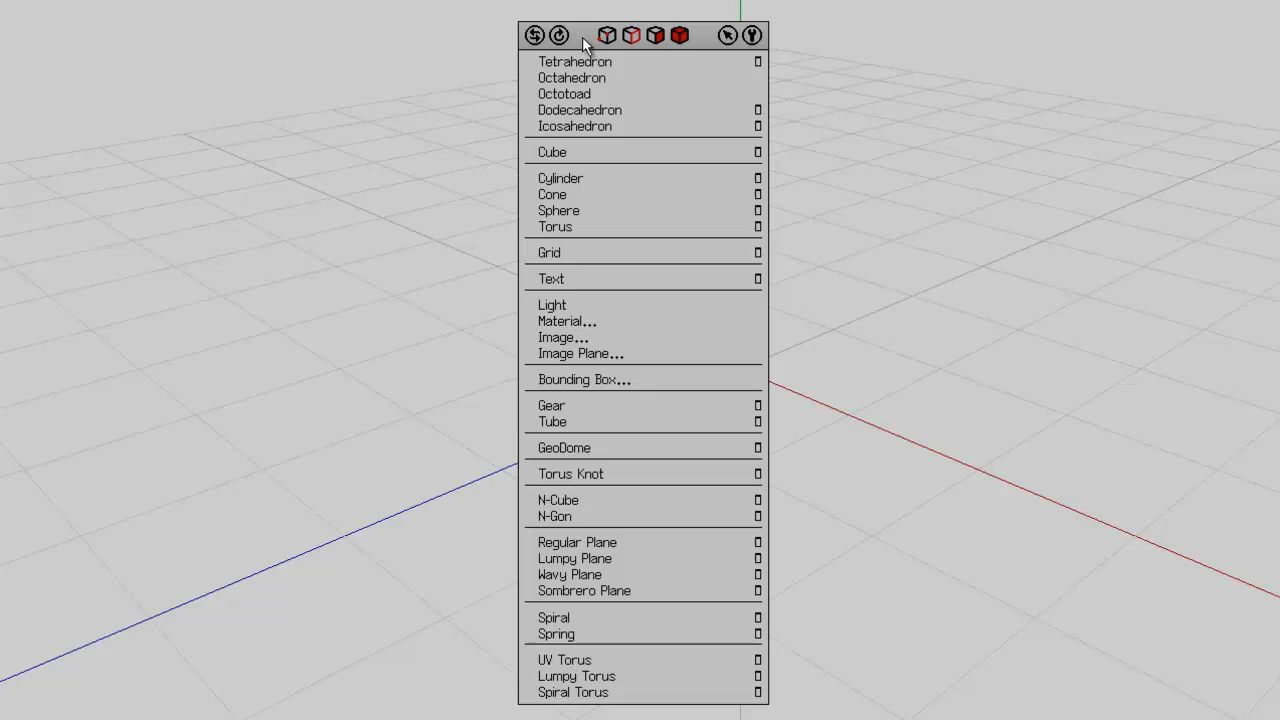 Tetrahedron
Octahedron
Octotoad
Dodecahedron
Icosahedron
Cube
Cylinder
Cone
Sphere
Torus
Grid
Text
Light
Material...
Image...
Image Plane...
Bounding Box...
Gear
Tube
GeoDome
Torus Knot
N-Cube
N-Gon
Regular Plane
Lumpy Plane
Wavy Plane
Sombrero Plane
Spiral
Spring
UV Torus
Lumpy Torus
Spiral Torus